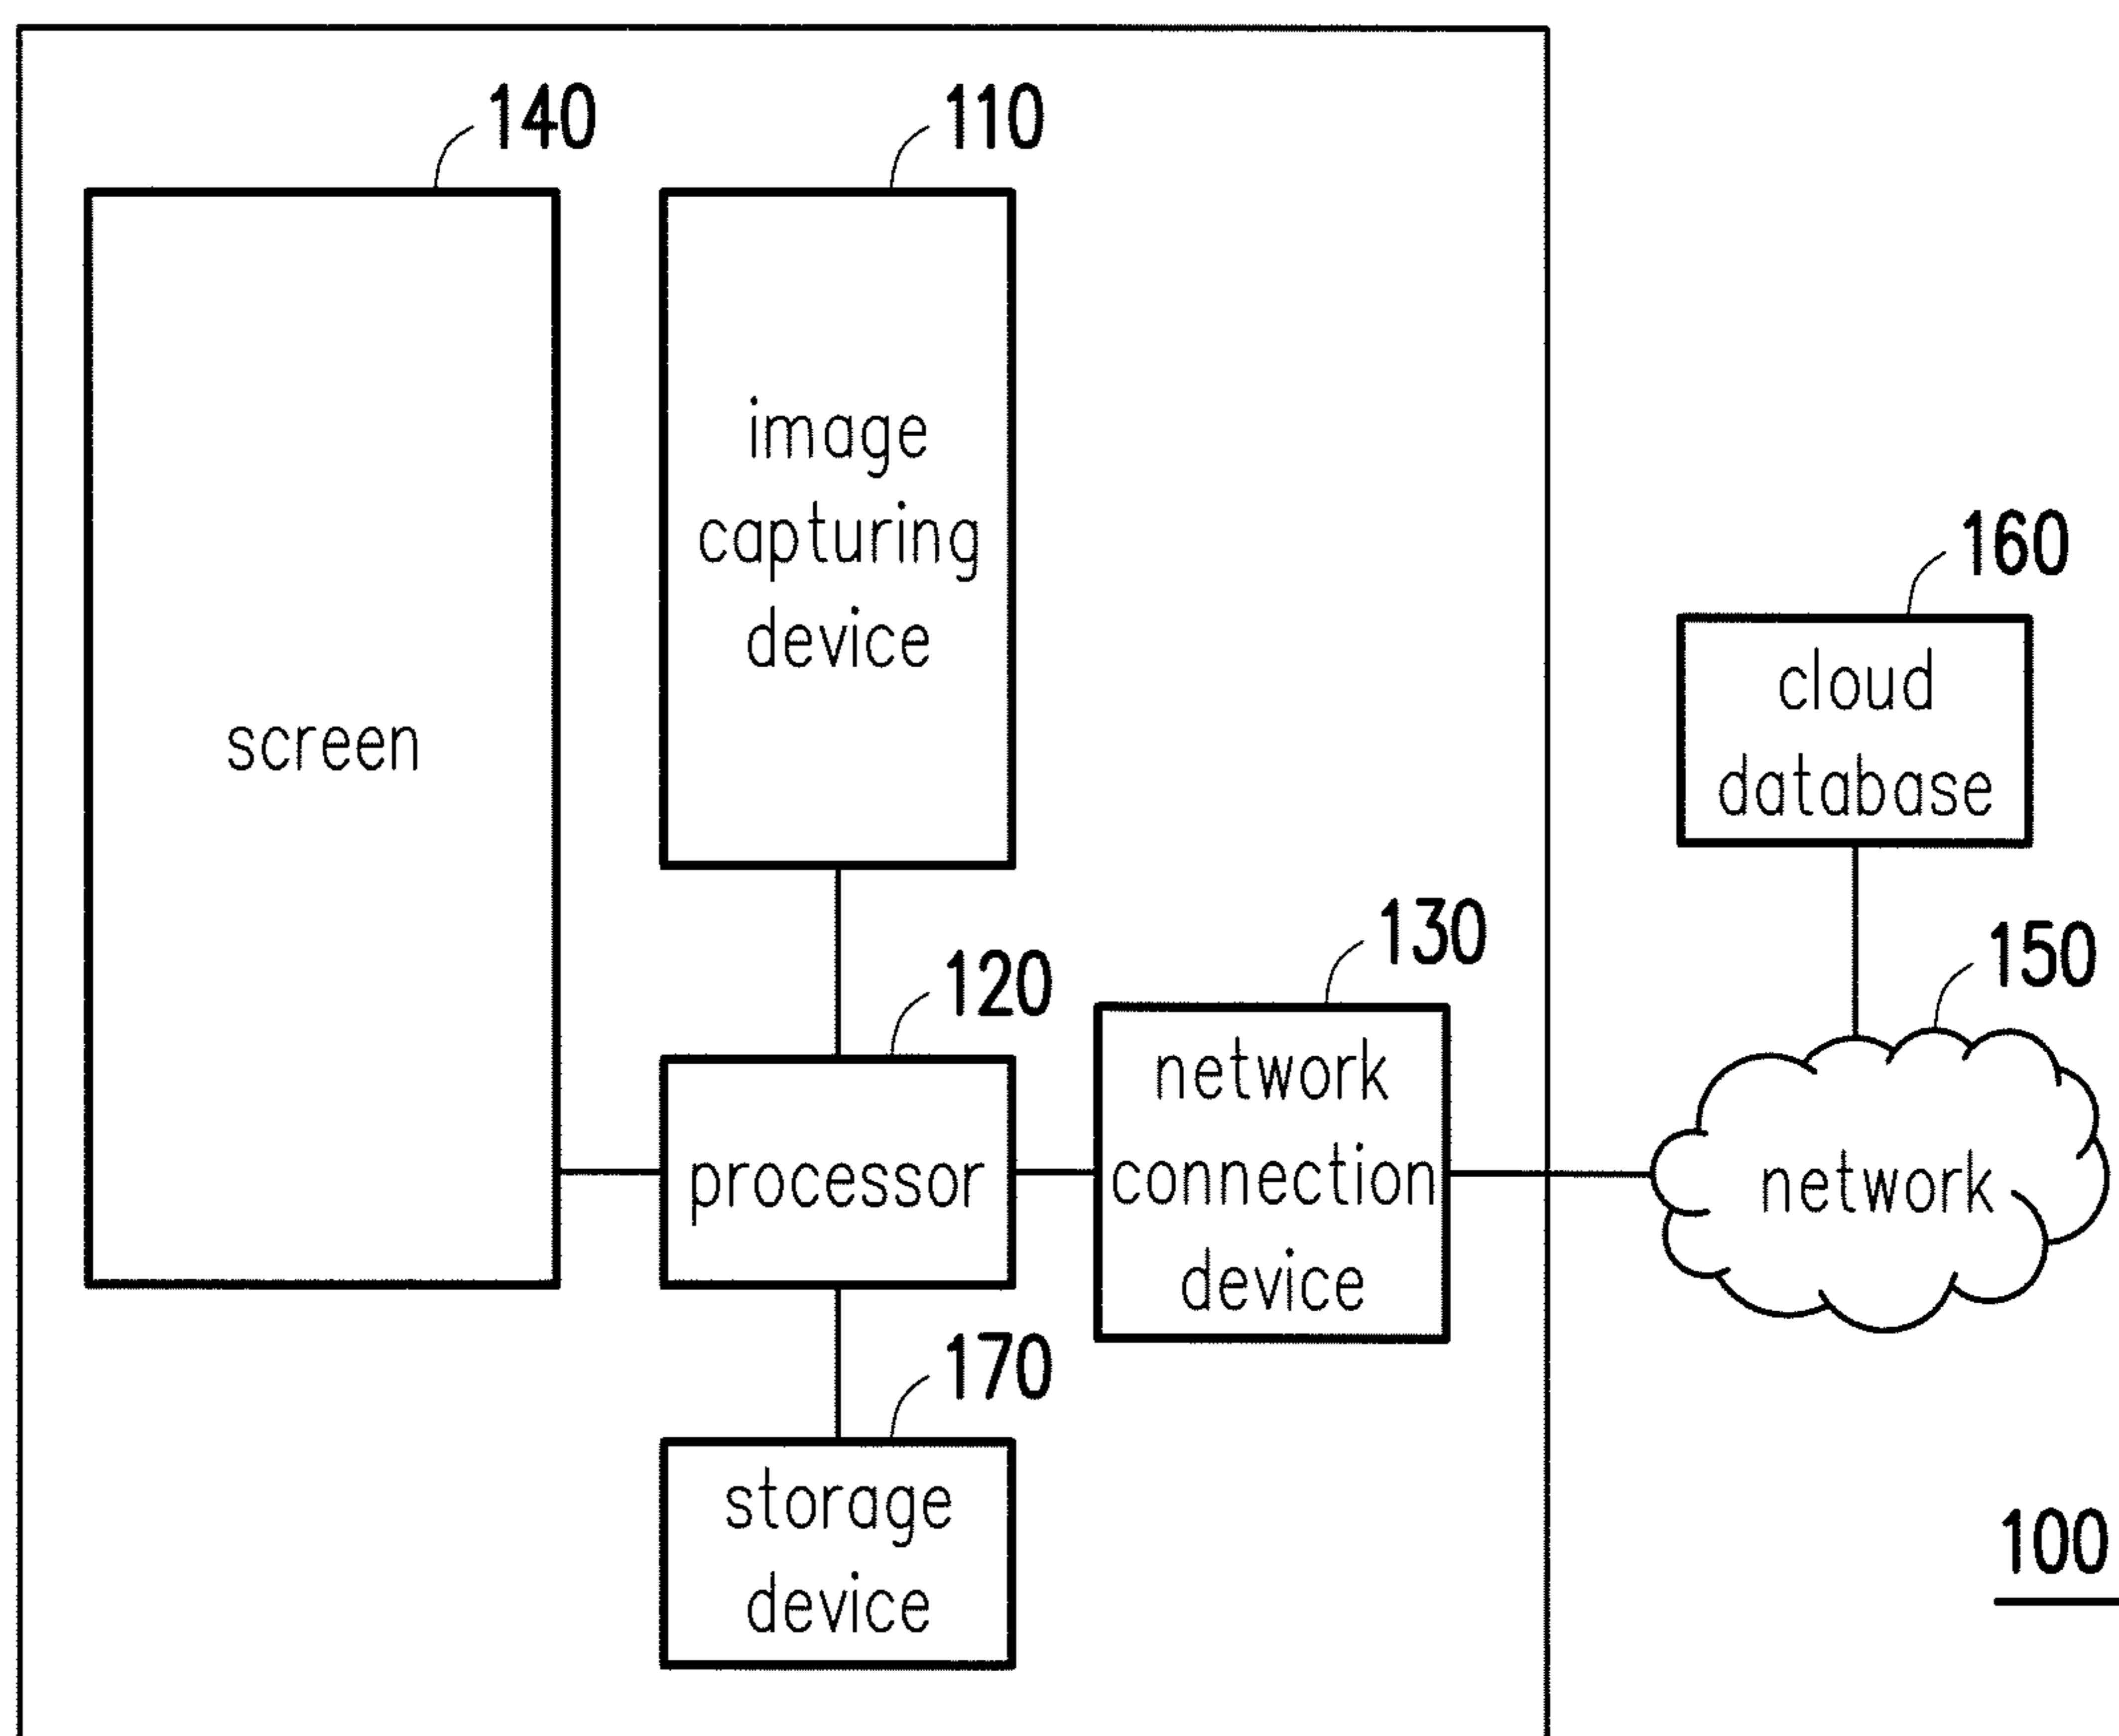 140
110
screen
image
capturing
device
160
cloud
database
120
130
150
processor
network
connection
device
network
170
storage
device
100